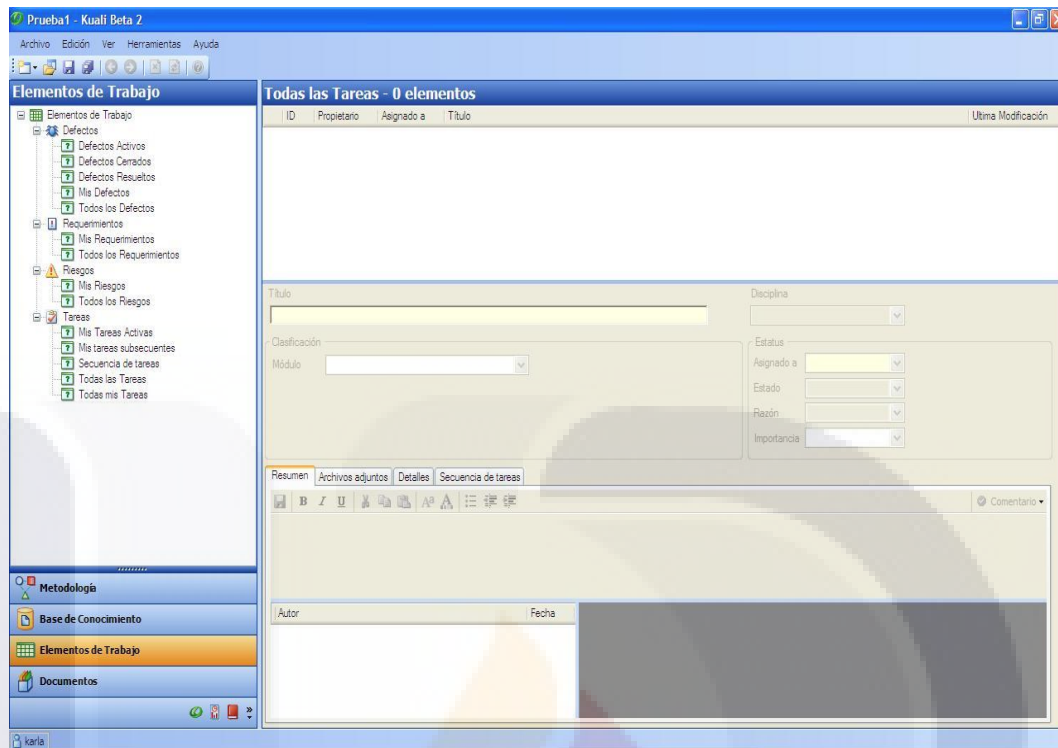 Prueba1 - Kuali Beta 2
Archivo Edición Ver Herramientas Ayuda
Elementos de Trabajo
Elementos de Trabajo
Defectos
Defectos Activos
Defectos Cerrados
Defectos Resueltos
Mis Defectos
Todos los Defectos
Requerimientos
Mis Requerimientos
Todos los Requerimientos
Riesgos
Mis Riesgos
Todos los Riesgos
Tareas
Mis Tareas Activas
Mis tareas subsecuentes
Secuencia de tareas
Todas las Tareas
Todas mis Tareas
Metodología
Base de Conocimiento
Elementos de Trabajo
Documentos
karla
Todas las Tareas - 0 elementos
ID Propietario Asignado a Título Ultima Modificación
Título Disciplina
Clasificación Estatus
Módulo Asignado a
Estado
Razón
Importancia
Resumen Archivos adjuntos Detalles Secuencia de tareas
B I U Comentario
Autor Fecha